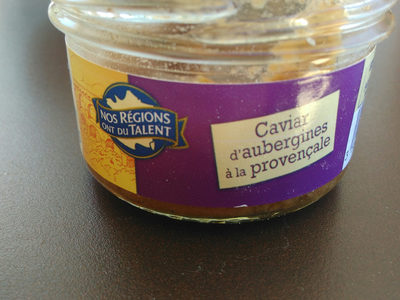 NOS RÉGIONS
ONT DU TALENT
Caviar
d'aubergines
à la provençale